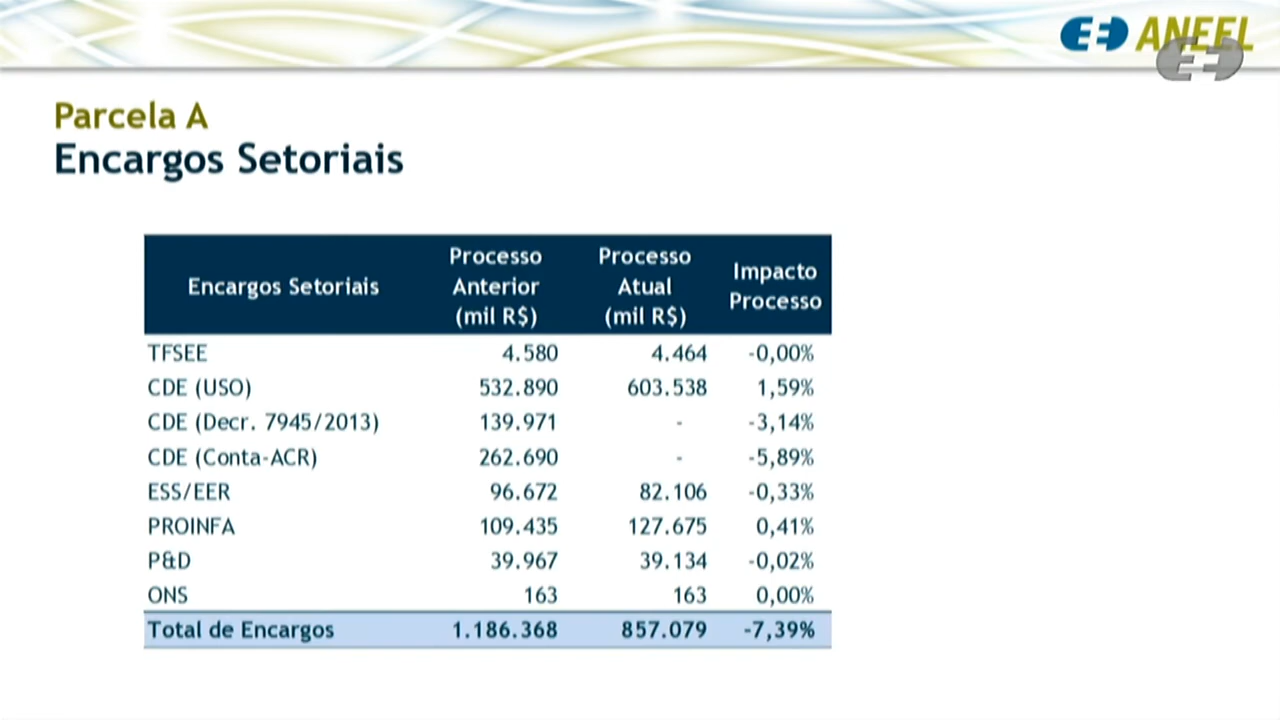 ANEEL
Parcela A
Encargos Setoriais
Encargos Setoriais Processo Anterior (mil R$) Processo Atual (mil R$) Impacto Processo
TFSEE 4.580 4.464 -0,00%
CDE (USO) 532.890 603.538 1,59%
CDE (Decr. 7945/2013) 139.971 - -3,14%
CDE (Conta-ACR) 262.690 - -5,89%
ESS/EER 96.672 82.106 -0,33%
PROINFA 109.435 127.675 0,41%
P&D 39.967 39.134 -0,02%
ONS 163 163 0,00%
Total de Encargos 1.186.368 857.079 -7,39%